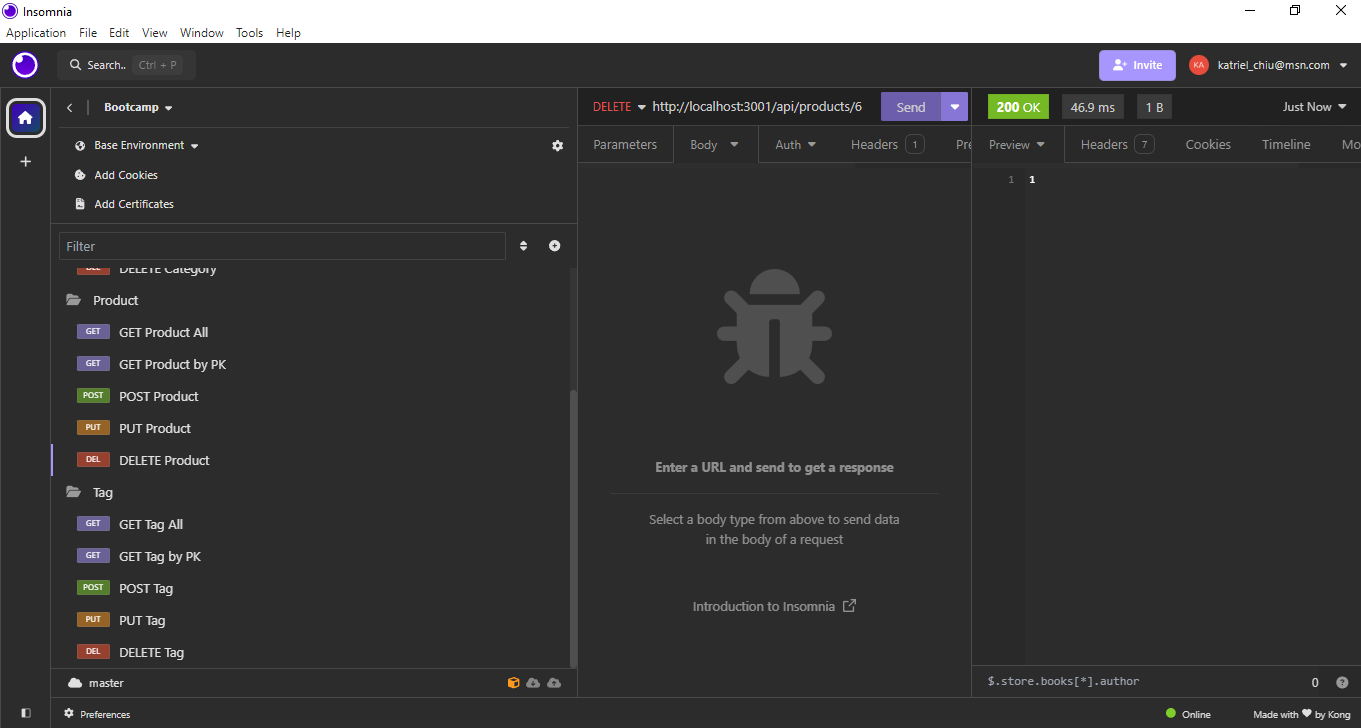 Insomnia
Application File Edit View Window Tools Help
Search.. Ctrl + P
Invite
KA katriel_chiu@msn.com
Bootcamp
DELETE http://localhost:3001/api/products/6 Send
200 OK 46.9 ms 1 B Just Now
Base Environment
Parameters Body Auth Headers 1 Pre
Preview Headers 7 Cookies Timeline Mo
Add Cookies
1 1
Add Certificates
Filter
DEL DELETE Category
Product
GET GET Product All
GET GET Product by PK
POST POST Product
PUT PUT Product
DEL DELETE Product
Tag
GET GET Tag All
GET GET Tag by PK
POST POST Tag
PUT PUT Tag
DEL DELETE Tag
Enter a URL and send to get a response
Select a body type from above to send data
in the body of a request
Introduction to Insomnia
master
$.store.books[*].author 0 ?
Preferences
Online
Made with ❤ by Kong